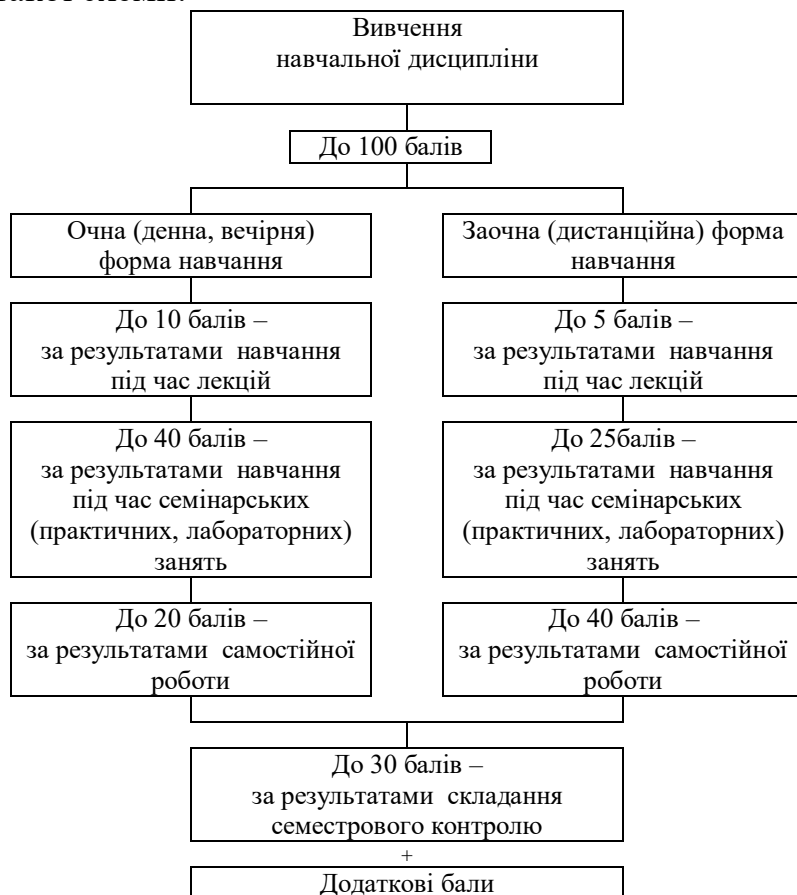 Вивчення
навчальної дисципліни
До 100 балів
Очна (денна, вечірня)
форма навчання
До 10 балів –
за результатами навчання
під час лекцій
До 40 балів –
за результатами навчання
під час семінарських
(практичних, лабораторних)
занять
До 20 балів –
за результатами самостійної
роботи
Заочна (дистанційна) форма
навчання
До 5 балів –
за результатами навчання
під час лекцій
До 25балів –
за результатами навчання
під час семінарських
(практичних, лабораторних)
занять
До 40 балів –
за результатами самостійної
роботи
До 30 балів –
за результатами складання
семестрового контролю
+
Додаткові бали